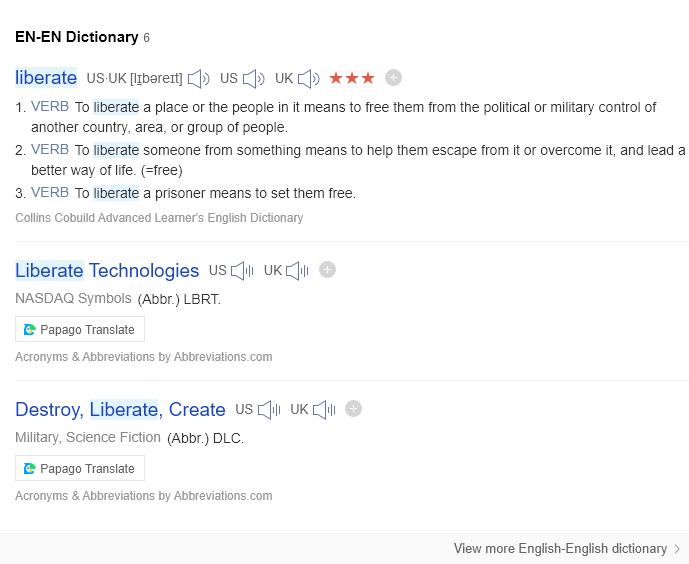 EN-EN Dictionary 6
liberate US·UK [lɪbəreɪt] US UK ★★★
1. VERB To liberate a place or the people in it means to free them from the political or military control of
another country, area, or group of people.
2. VERB To liberate someone from something means to help them escape from it or overcome it, and lead a
better way of life. (=free)
3. VERB To liberate a prisoner means to set them free.
Collins Cobuild Advanced Learner's English Dictionary
Liberate Technologies US UK
NASDAQ Symbols (Abbr.) LBRT.
Papago Translate
Acronyms & Abbreviations by Abbreviations.com
Destroy, Liberate, Create US UK
Military, Science Fiction (Abbr.) DLC.
Papago Translate
Acronyms & Abbreviations by Abbreviations.com
View more English-English dictionary